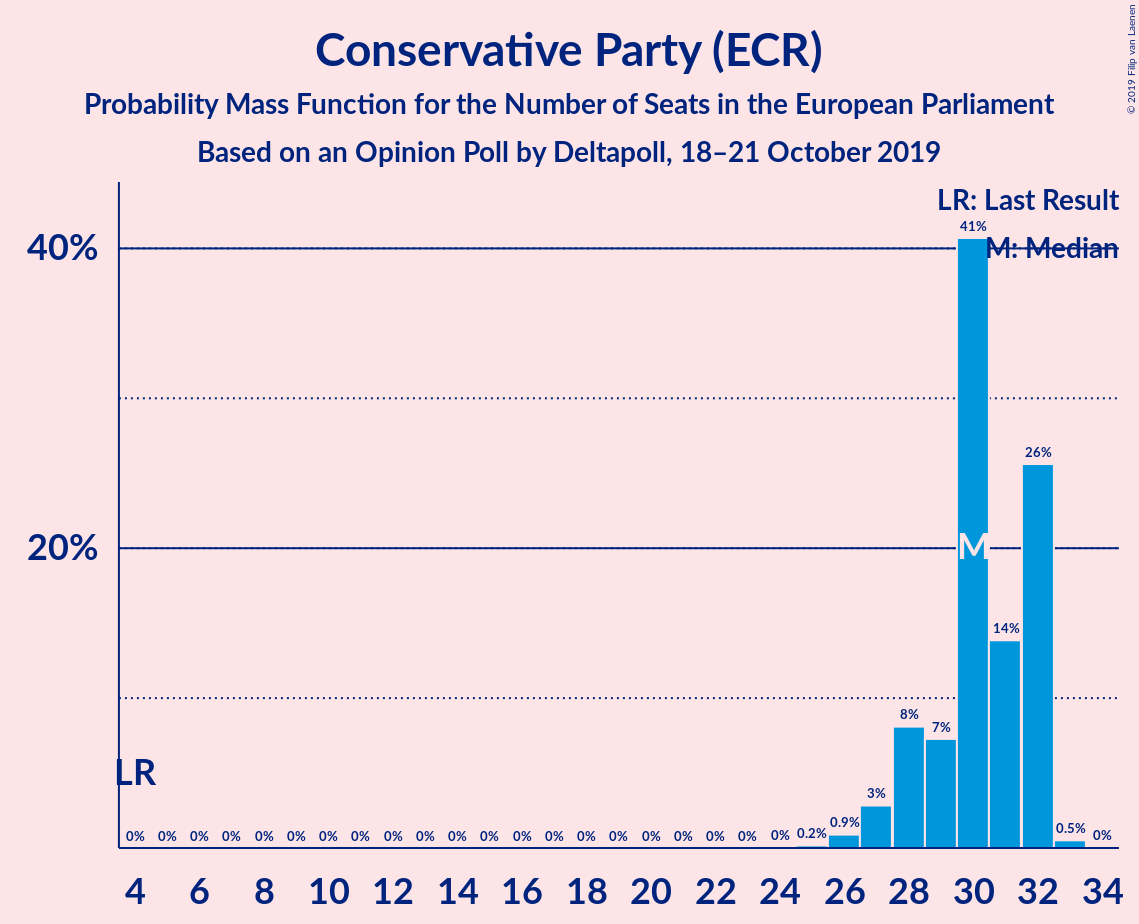 Conservative Party (ECR)
Probability Mass Function for the Number of Seats in the European Parliament
Based on an Opinion Poll by Deltapoll, 18–21 October 2019
© 2019 Filip van Laenen
LR: Last Result
M: Median
40%
20%
LR
M
0% 0% 0% 0% 0% 0% 0% 0% 0% 0% 0% 0% 0% 0% 0% 0% 0% 0% 0% 0% 0% 0.2% 0.9% 3% 8% 7% 41% 14% 26% 0.5% 0%
4 6 8 10 12 14 16 18 20 22 24 26 28 30 32 34